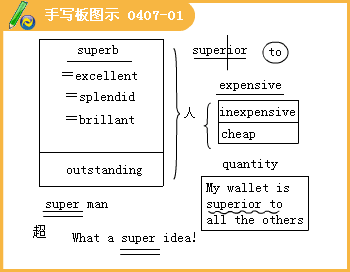 手写板图示 0407-01
superb
=excellent
=splendid
=brillant
outstanding
super man
超
What a super idea!
人
superior to
expensive
inexpensive
cheap
quantity
My wallet is
superior to
all the others